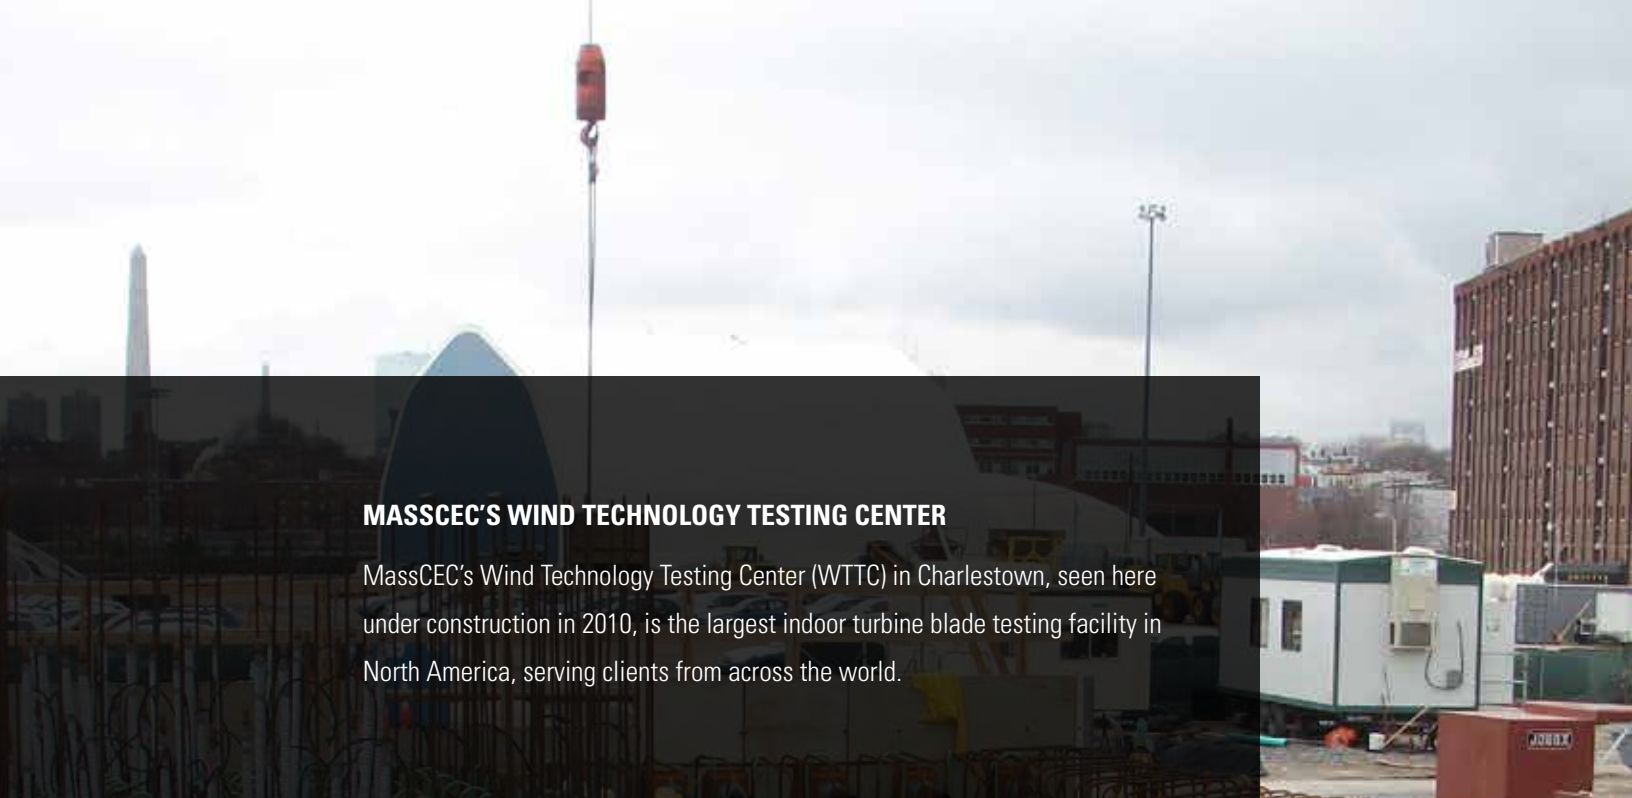 MASSCEC’S WIND TECHNOLOGY TESTING CENTER
MassCEC’s Wind Technology Testing Center (WTTC) in Charlestown, seen here
under construction in 2010, is the largest indoor turbine blade testing facility in
North America, serving clients from across the world.
JOBOX